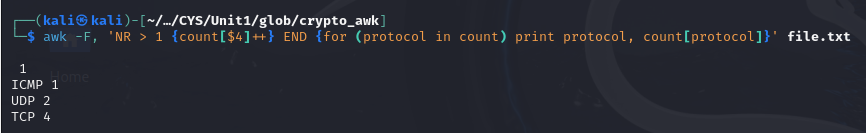 ┌──(kali㉿kali)-[~/…/CYS/Unit1/glob/crypto_awk]
└─$ awk -F, 'NR > 1 {count[$4]++} END {for (protocol in count) print protocol, count[protocol]}' file.txt
1
Home
ICMP 1
UDP 2
TCP 4